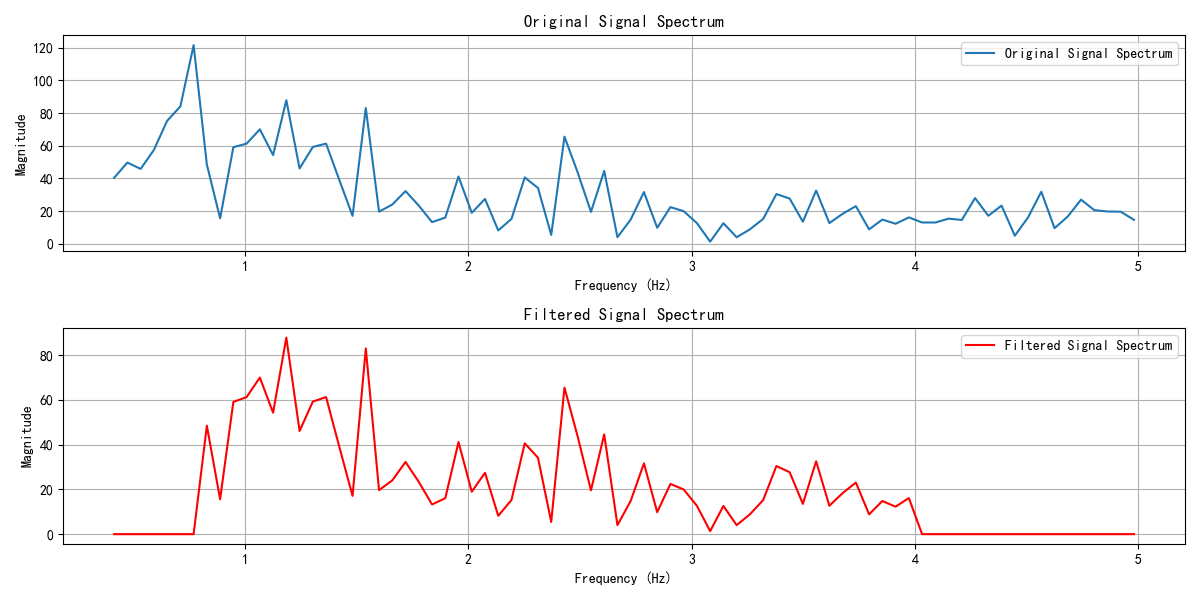 Original Signal Spectrum
120
100
80
60
40
20
0
Magnitude
Original Signal Spectrum
1 2 3 4 5
Frequency (Hz)
Filtered Signal Spectrum
80
60
40
20
0
Magnitude
Filtered Signal Spectrum
1 2 3 4 5
Frequency (Hz)